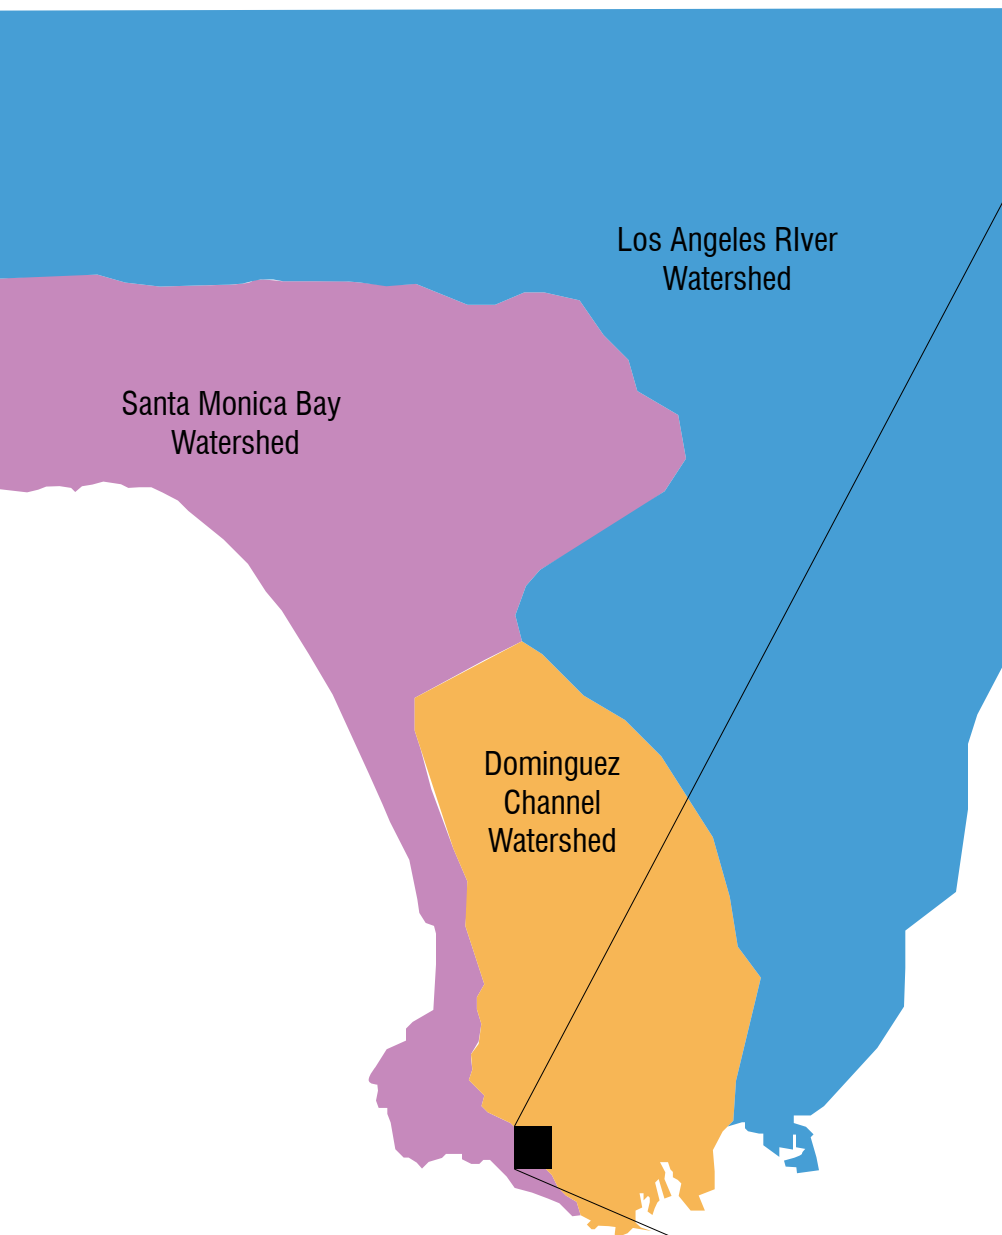 Los Angeles RIver
Watershed
Santa Monica Bay
Watershed
Dominguez
Channel
Watershed